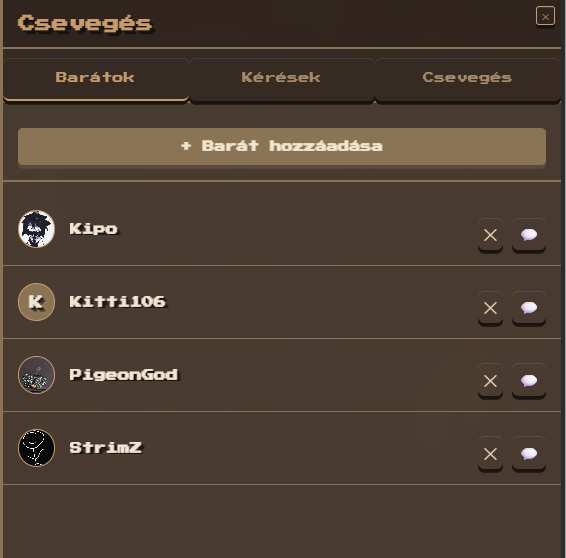 Csevegés
Barátok Kérések Csevegés
+ Barát hozzáadása
Kipo
K Kitti106
PigeonGod
StrimZ